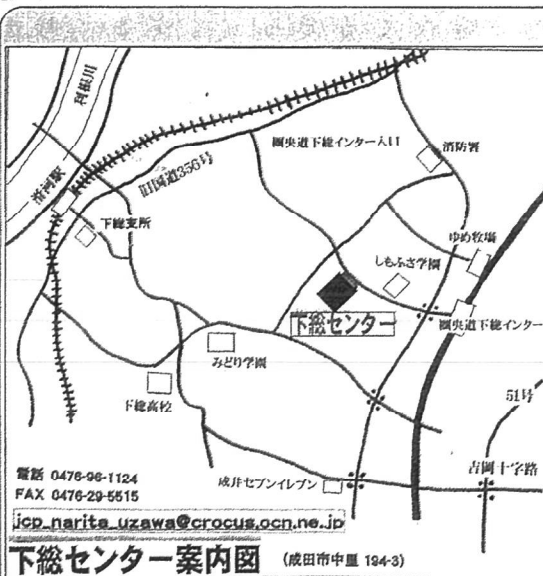 利根川
圏央道下総インター入口
消防署
旧国道356号
滑河駅
下総支所
ゆめ牧場
しもふさ学園
下総センター
圏央道下総インター
みどり学園
下総高校
51号
吉岡十字路
成井セブンイレブン
電話 0476-96-1124
FAX 0476-29-5515
jcp_narita_uzawa@crocus.ocn.ne.jp
下総センター案内図 (成田市中里 194-3)